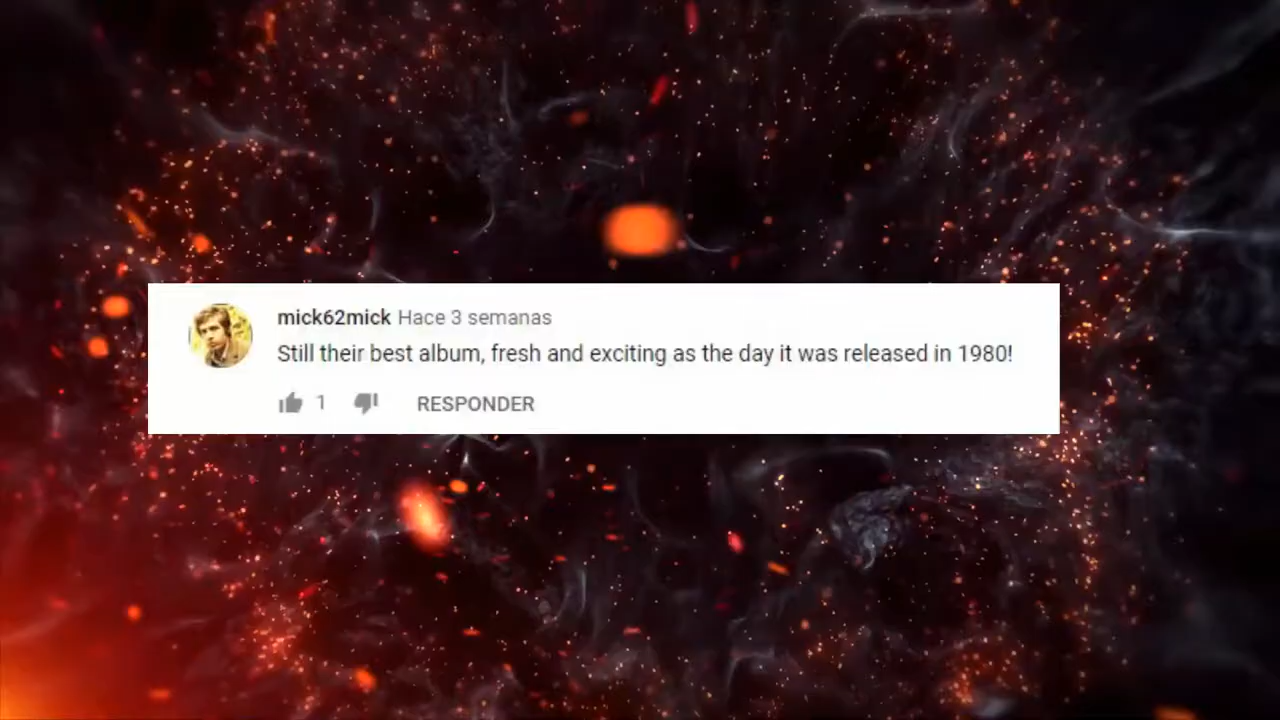 mick62mick Hace 3 semanas
Still their best album, fresh and exciting as the day it was released in 1980!
1 RESPONDER